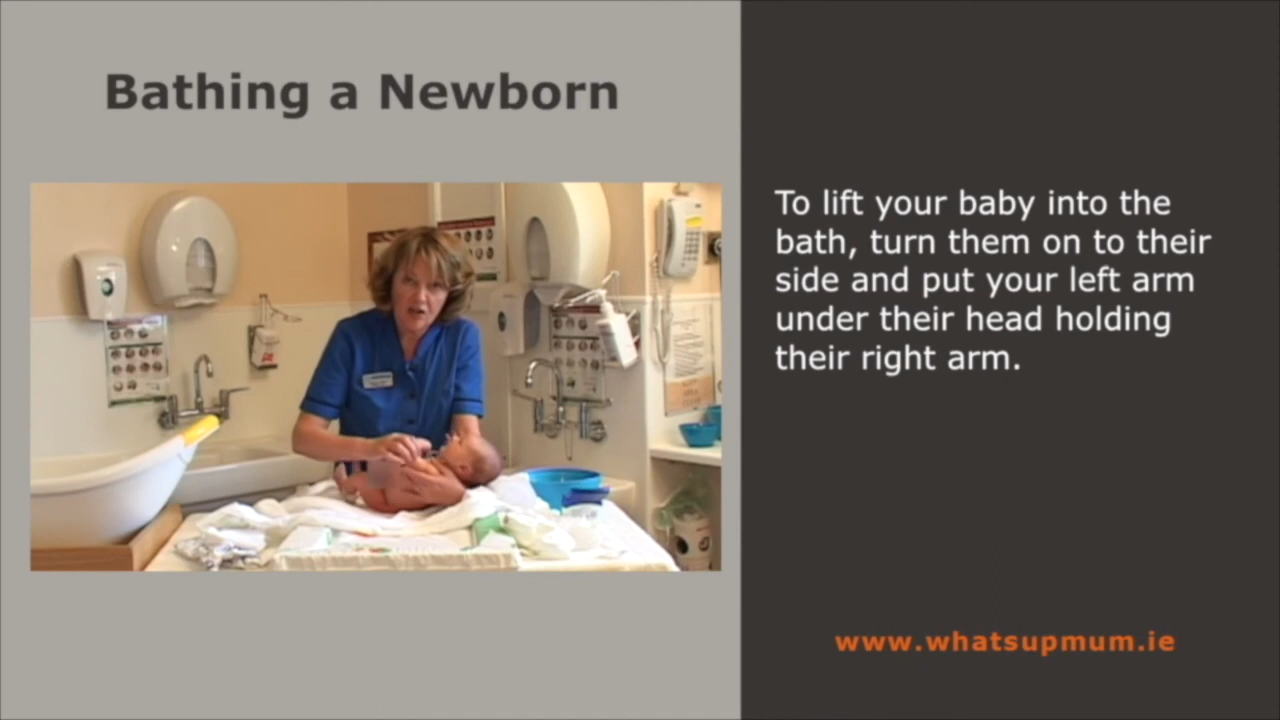 Bathing a Newborn
To lift your baby into the
bath, turn them on to their
side and put your left arm
under their head holding
their right arm.
www.whatsupmum.ie